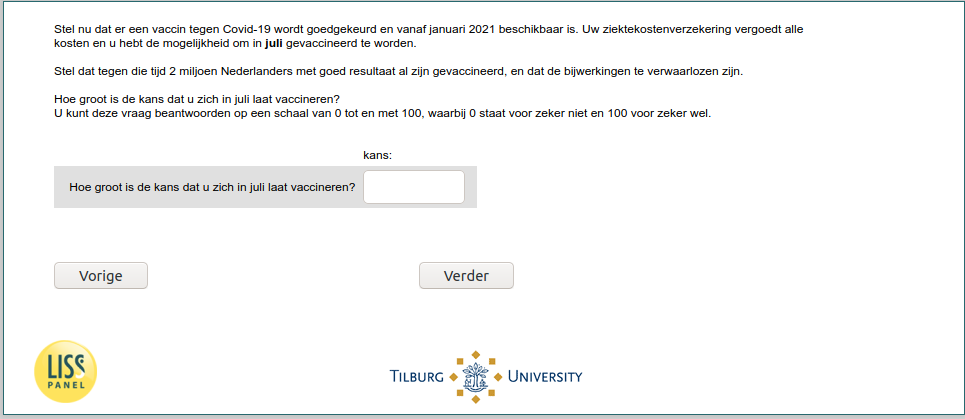 Stel nu dat er een vaccin tegen Covid-19 wordt goedgekeurd en vanaf januari 2021 beschikbaar is. Uw ziektekostenverzekering vergoedt alle
kosten en u hebt de mogelijkheid om in juli gevaccineerd te worden.
Stel dat tegen die tijd 2 miljoen Nederlanders met goed resultaat al zijn gevaccineerd, en dat de bijwerkingen te verwaarlozen zijn.
Hoe groot is de kans dat u zich in juli laat vaccineren?
U kunt deze vraag beantwoorden op een schaal van 0 tot en met 100, waarbij 0 staat voor zeker niet en 100 voor zeker wel.
kans:
Hoe groot is de kans dat u zich in juli laat vaccineren?
Vorige
Verder
LISS
PANEL
TILBURG UNIVERSITY